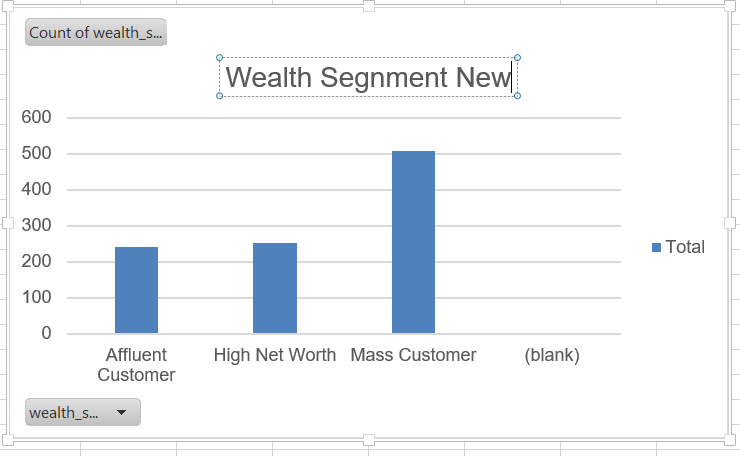 Count of wealth_s...
Wealth Segnment New
600
500
400
300
200
100
0
Affluent
Customer
High Net Worth
Mass Customer
(blank)
Total
wealth_s...